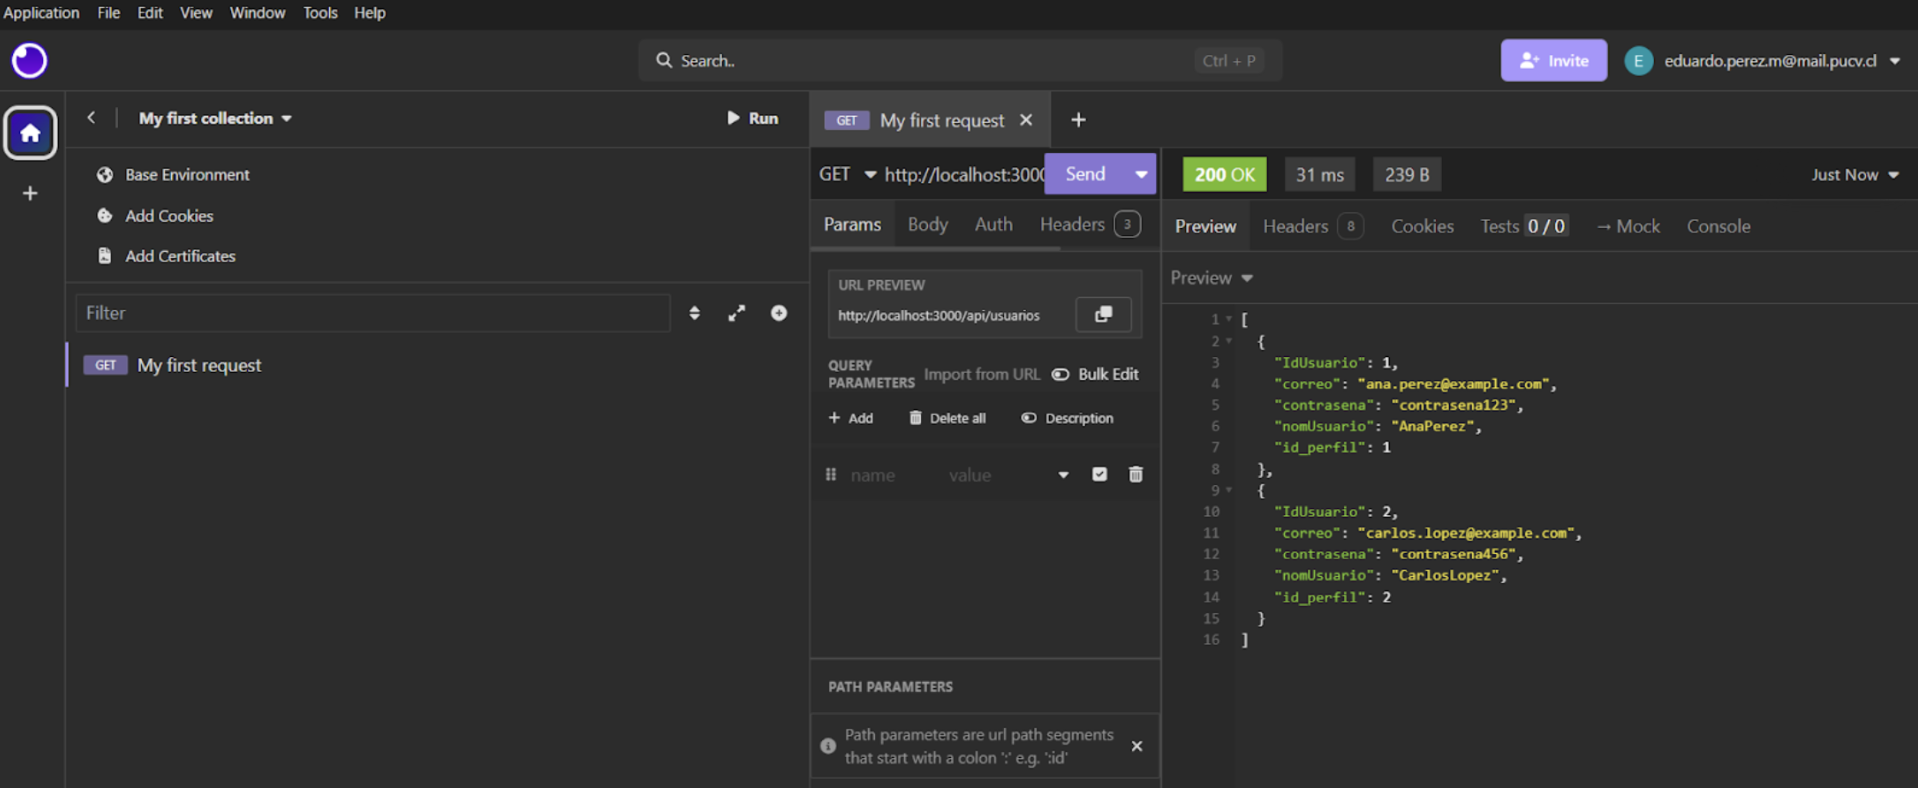 Application File Edit View Window Tools Help
Search.. Ctrl + P
Invite
E eduardo.perez.m@mail.pucv.cl
My first collection
Run
GET My first request
Base Environment
Add Cookies
Add Certificates
Filter
GET My first request
GET http://localhost:3000 Send
Params Body Auth Headers 3
URL PREVIEW
http://localhost:3000/api/usuarios
QUERY PARAMETERS Import from URL Bulk Edit
Add Delete all Description
name value
PATH PARAMETERS
Path parameters are url path segments
that start with a colon ':' e.g. ':id'
200 OK 31 ms 239 B Just Now
Preview Headers 8 Cookies Tests 0 / 0 → Mock Console
Preview
1 [
2 {
3 "IdUsuario": 1,
4 "correo": "ana.perez@example.com",
5 "contrasena": "contrasena123",
6 "nomUsuario": "AnaPerez",
7 "id_perfil": 1
8 },
9 {
10 "IdUsuario": 2,
11 "correo": "carlos.lopez@example.com",
12 "contrasena": "contrasena456",
13 "nomUsuario": "CarlosLopez",
14 "id_perfil": 2
15 }
16 ]